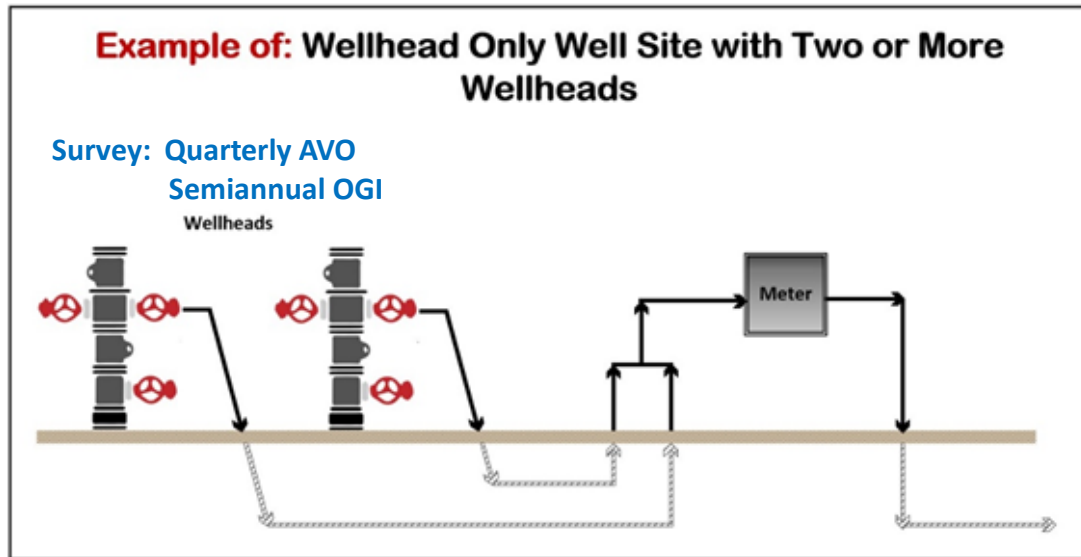 Example of: Wellhead Only Well Site with Two or More
Wellheads
Survey: Quarterly AVO
Semiannual OGI
Wellheads
Meter